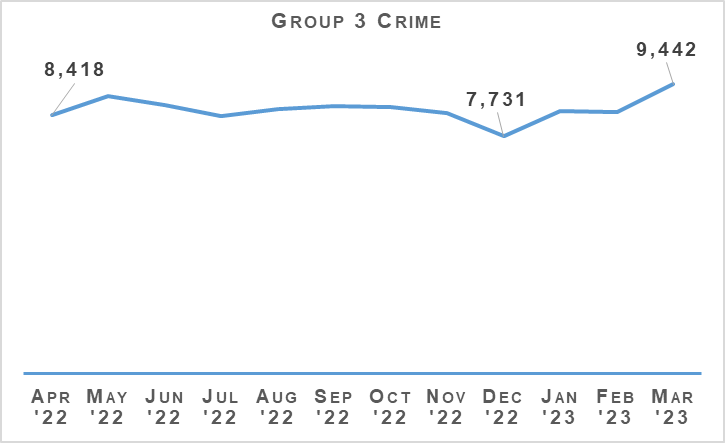 GROUP 3 CRIME
8,418
7,731
9,442
APR MAY JUN JUL AUG SEP OCT NOV DEC JAN FEB MAR
'22 '22 '22 '22 '22 '22 '22 '22 '22 '23 '23 '23